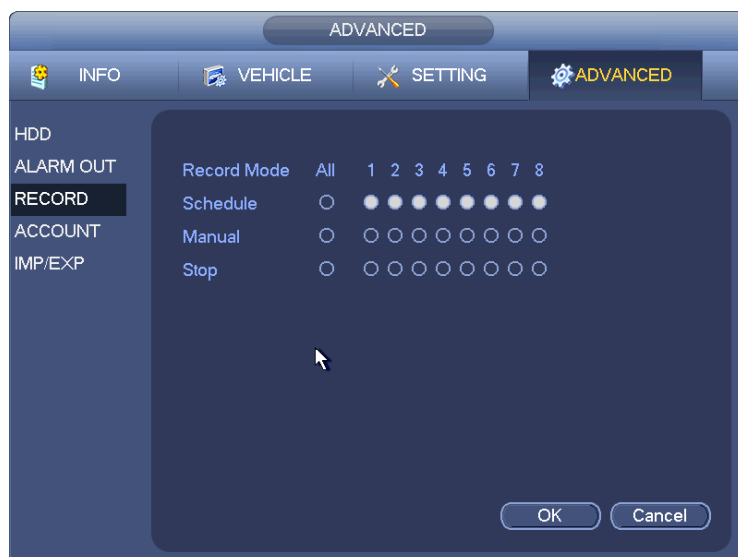 ADVANCED
INFO VEHICLE SETTING ADVANCED
HDD
ALARM OUT
RECORD
ACCOUNT
IMP/EXP
Record Mode All 1 2 3 4 5 6 7 8
Schedule
Manual
Stop
OK Cancel